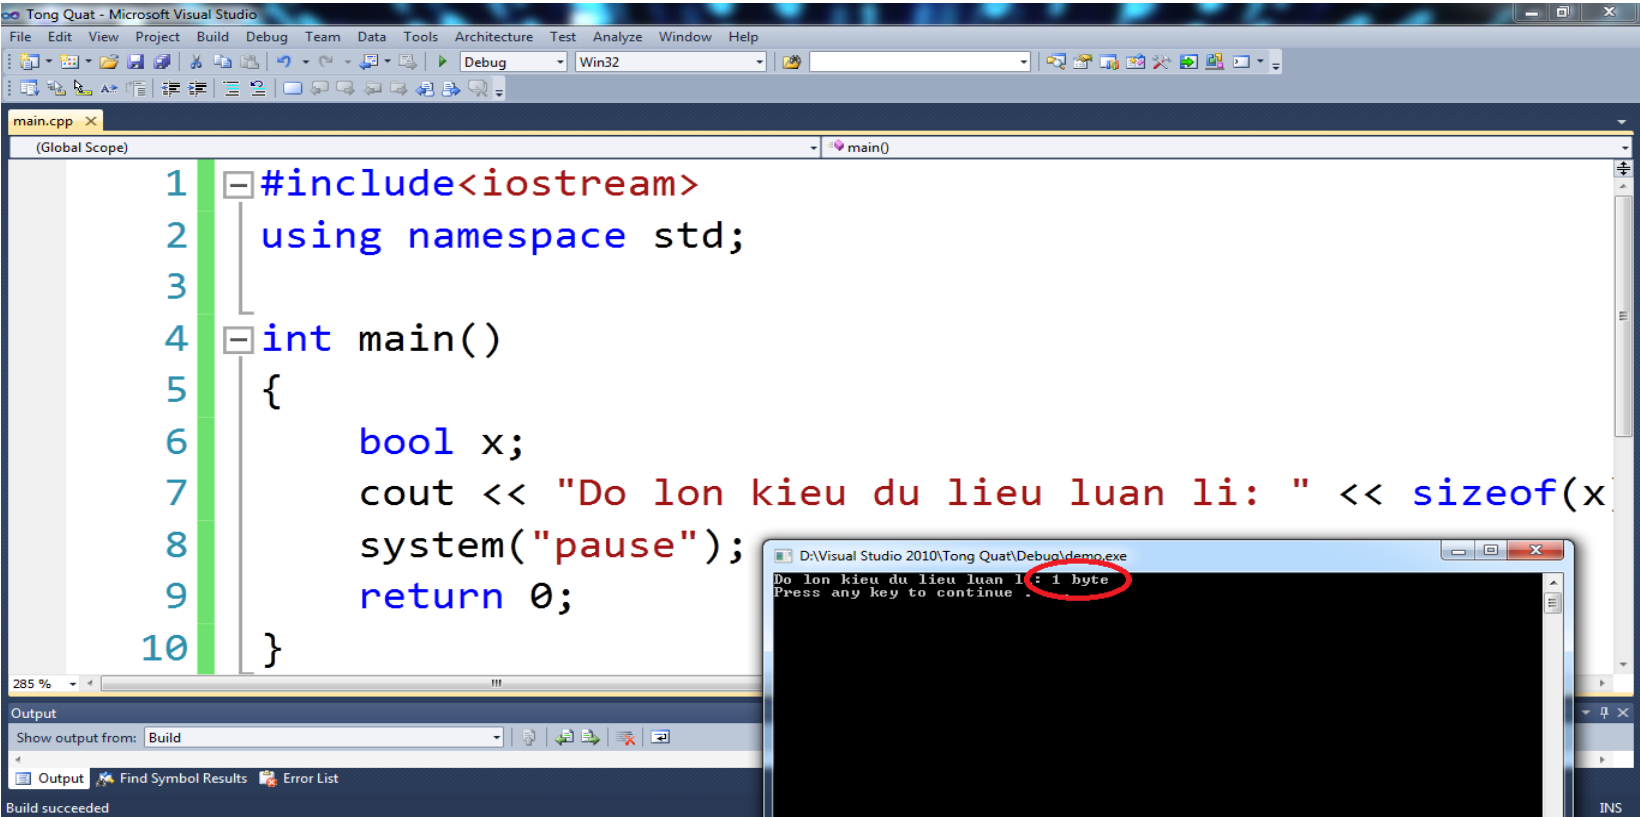 Tong Quat - Microsoft Visual Studio
File Edit View Project Build Debug Team Data Tools Architecture Test Analyze Window Help
Debug Win32
main.cpp
(Global Scope) main()
1 #include<iostream>
2 using namespace std;
3
4 int main()
5 {
6 bool x;
7 cout << "Do lon kieu du lieu luan li: " << sizeof(x)
8 system("pause");
9 return 0;
10 }
D:\Visual Studio 2010\Tong Quat\Debug\demo.exe
Do lon kieu du lieu luan li: 1 byte
Press any key to continue . . .
285 %
Output
Show output from: Build
Output Find Symbol Results Error List
Build succeeded INS